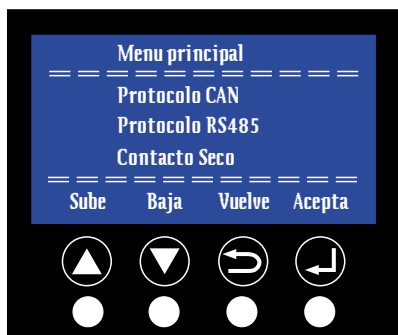 Menu principal
Protocolo CAN
Protocolo RS485
Contacto Seco
Sube Baja Vuelve Acepta